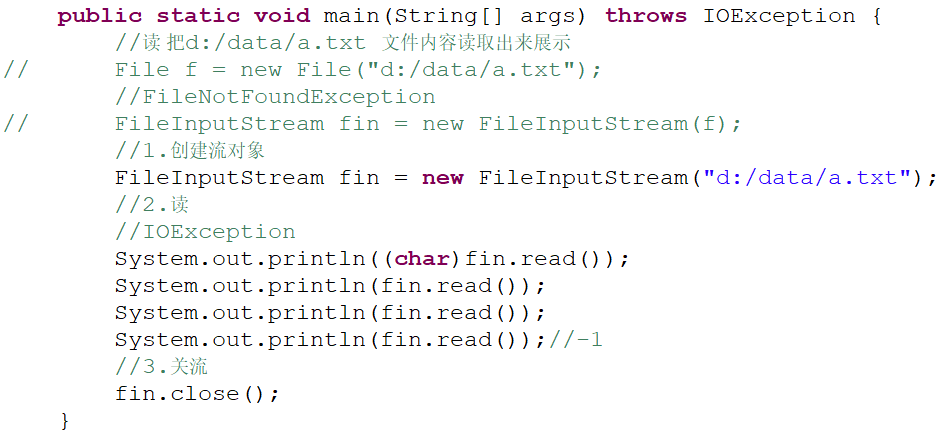 public static void main(String[] args) throws IOException {
//读 把d:/data/a.txt 文件内容读取出来展示
// File f = new File("d:/data/a.txt");
//FileNotFoundException
// FileInputStream fin = new FileInputStream(f);
//1.创建流对象
FileInputStream fin = new FileInputStream("d:/data/a.txt");
//2.读
//IOException
System.out.println((char)fin.read());
System.out.println(fin.read());
System.out.println(fin.read());
System.out.println(fin.read());//-1
//3.关流
fin.close();
}